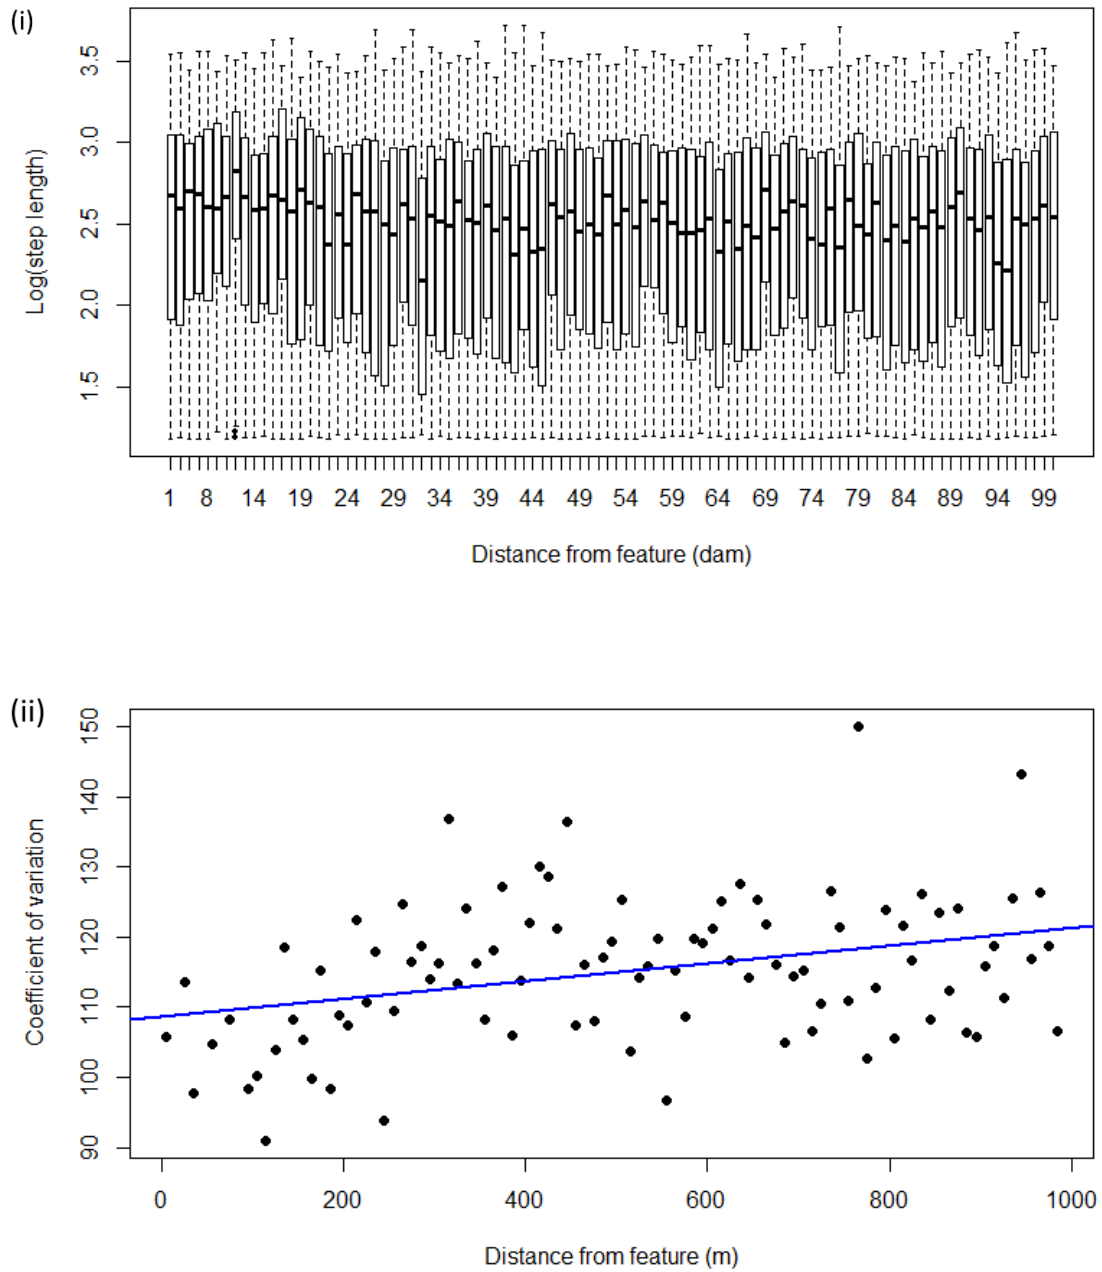 (i)
Log(step length)
3.5
3.0
2.5
2.0
1.5
1 8 14 19 24 29 34 39 44 49 54 59 64 69 74 79 84 89 94 99
Distance from feature (dam)
(ii)
Coefficient of variation
150
140
130
120
110
100
90
0 200 400 600 800 1000
Distance from feature (m)